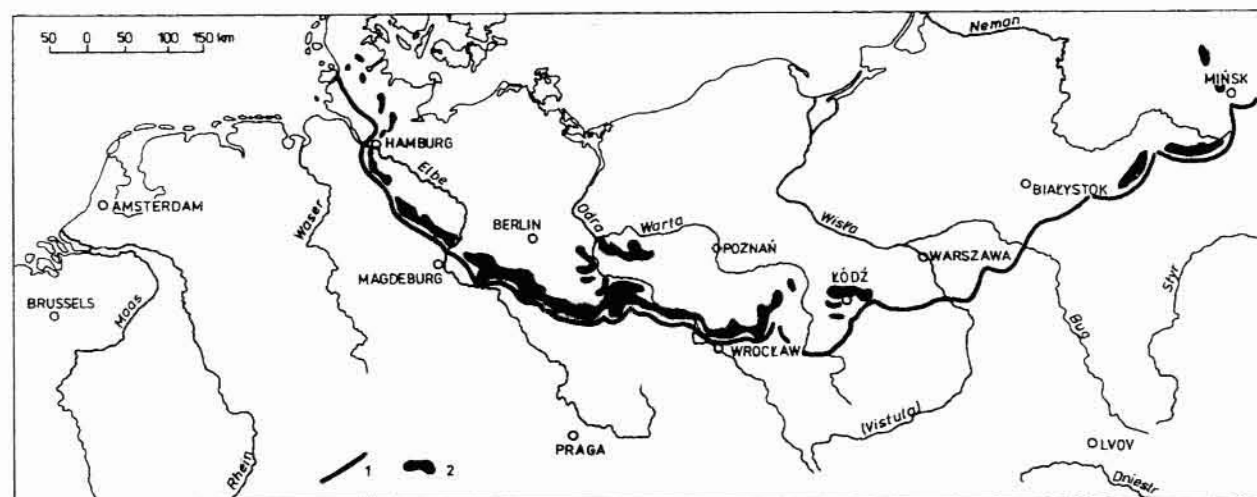 50 0 50 100 150 km
Neman
MIŃSK
HAMBURG
Elbe
AMSTERDAM
Waser
BERLIN
Odra
Warta
POZNAŃ
Wisła
BIAŁYSTOK
WARSZAWA
MAGDEBURG
ŁÓDŹ
BRUSSELS
Maas
Styr
Bug
WROCŁAW
(Vistula)
PRAGA
LVOV
Rhein
1 2
Dniestr